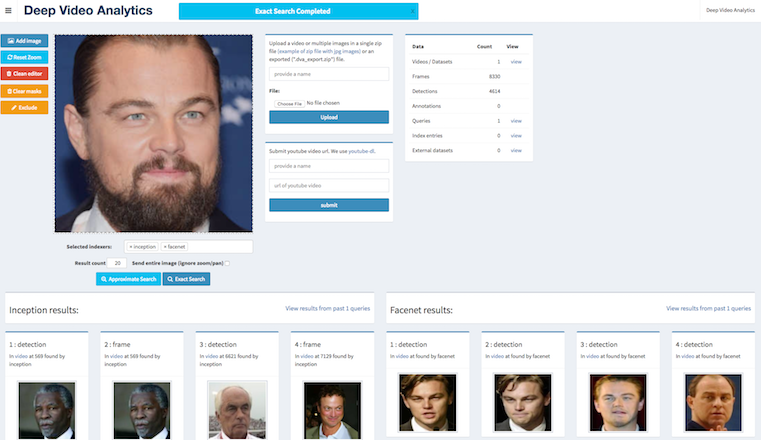 Deep Video Analytics
Exact Search Completed
×
Deep Video Analytics
Add Image
Reset Zoom
Clean editor
Clear masks
Exclude
Upload a video or multiple images in a single zip
file (example of zip file with jpg images) or an
exported ("dva_export.zip") file.
provide a name
File:
Choose File No file chosen
Upload
Submit youtube video url. We use youtube-dl.
provide a name
url of youtube video
submit
Data Count View
Videos / Datasets 1 view
Frames 8330
Detections 4614
Annotations 0
Queries 1 view
Index entries 0 view
External datasets 0 view
Selected indexers: × inception × facenet
Result count 20 Send entire image (ignore zoom/pan)
Approximate Search Exact Search
Inception results: View results from past 1 queries
1 : detection
In video at 569 found by
inception
2 : frame
In video at 569 found by
inception
3 : detection
In video at 6621 found by
inception
4 : frame
In video at 7129 found by
inception
Facenet results: View results from past 1 queries
1 : detection
In video at found by facenet
2 : detection
In video at found by facenet
3 : detection
In video at found by facenet
4 : detection
In video at found by facenet